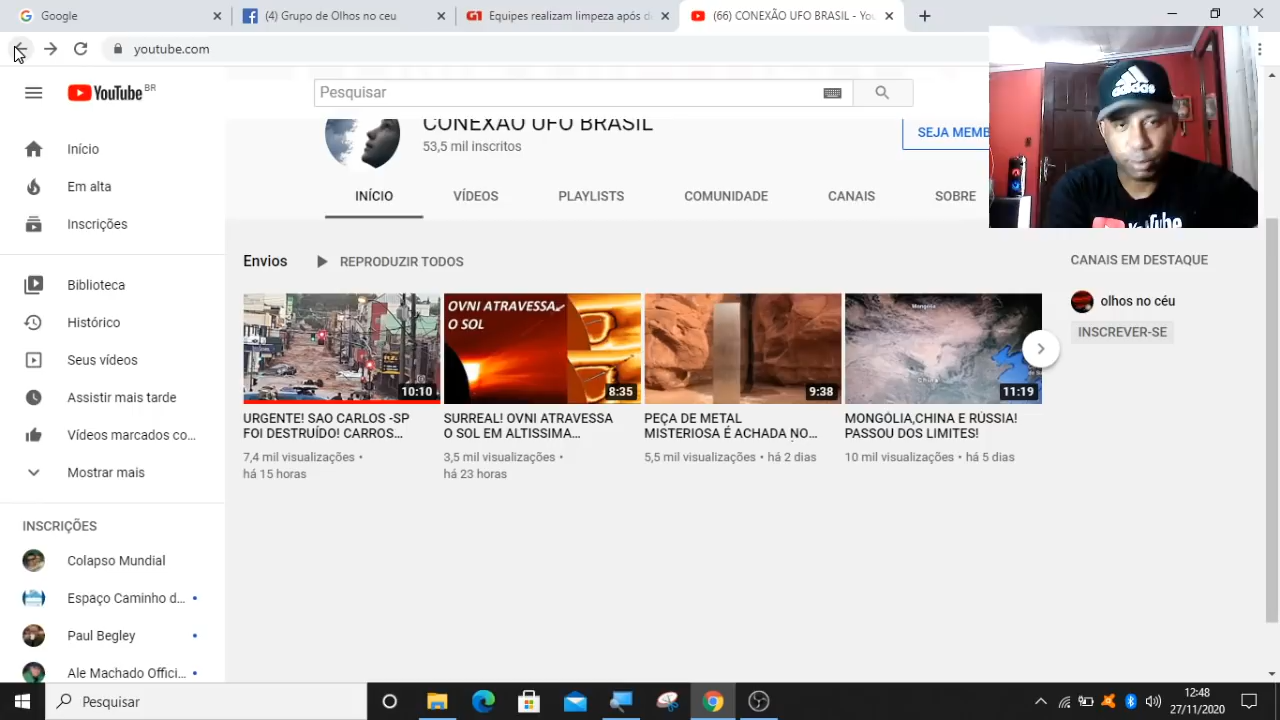 Google
(4) Grupo de Olhos no ceu
Equipes realizam limpeza após d
(66) CONEXÃO UFO BRASIL - Yo
youtube.com
YouTube BR
Pesquisar
CONEXÃO UFO BRASIL
53,5 mil inscritos
SEJA MEMB
Início
Em alta
Inscrições
Biblioteca
Histórico
Seus vídeos
Assistir mais tarde
Vídeos marcados co...
Mostrar mais
INSCRIÇÕES
Colapso Mundial
Espaço Caminho d...
Paul Begley
Ale Machado Offici...
INÍCIO
VÍDEOS
PLAYLISTS
COMUNIDADE
CANAIS
SOBRE
Envios
REPRODUZIR TODOS
10:10
URGENTE! SAO CARLOS -SP
FOI DESTRUÍDO! CARROS...
7,4 mil visualizações •
há 15 horas
OVNI ATRAVESSA
O SOL
8:35
SURREAL! OVNI ATRAVESSA
O SOL EM ALTISSIMA...
3,5 mil visualizações •
há 23 horas
9:38
PEÇA DE METAL
MISTERIOSA É ACHADA NO...
5,5 mil visualizações • há 2 dias
Mongólia
China
11:19
MONGÓLIA,CHINA E RÚSSIA!
PASSOU DOS LIMITES!
10 mil visualizações • há 5 dias
CANAIS EM DESTAQUE
olhos no céu
INSCREVER-SE
adidas
YouTube
Pesquisar
12:48
27/11/2020